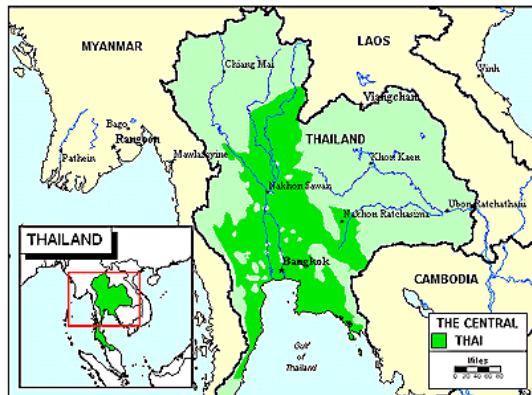 MYANMAR
LAOS
Chiang Mai
Vinh
Viangchan
Bago
Rangoon
THAILAND
Pathein
Mawlamyine
Khon Kaen
Nakhon Sawan
Ubon Ratchathani
Nakhon Ratchasima
THAILAND
Bangkok
CAMBODIA
THE CENTRAL
THAI
Gulf
of
Thailand
Miles
0 20 40 60 80